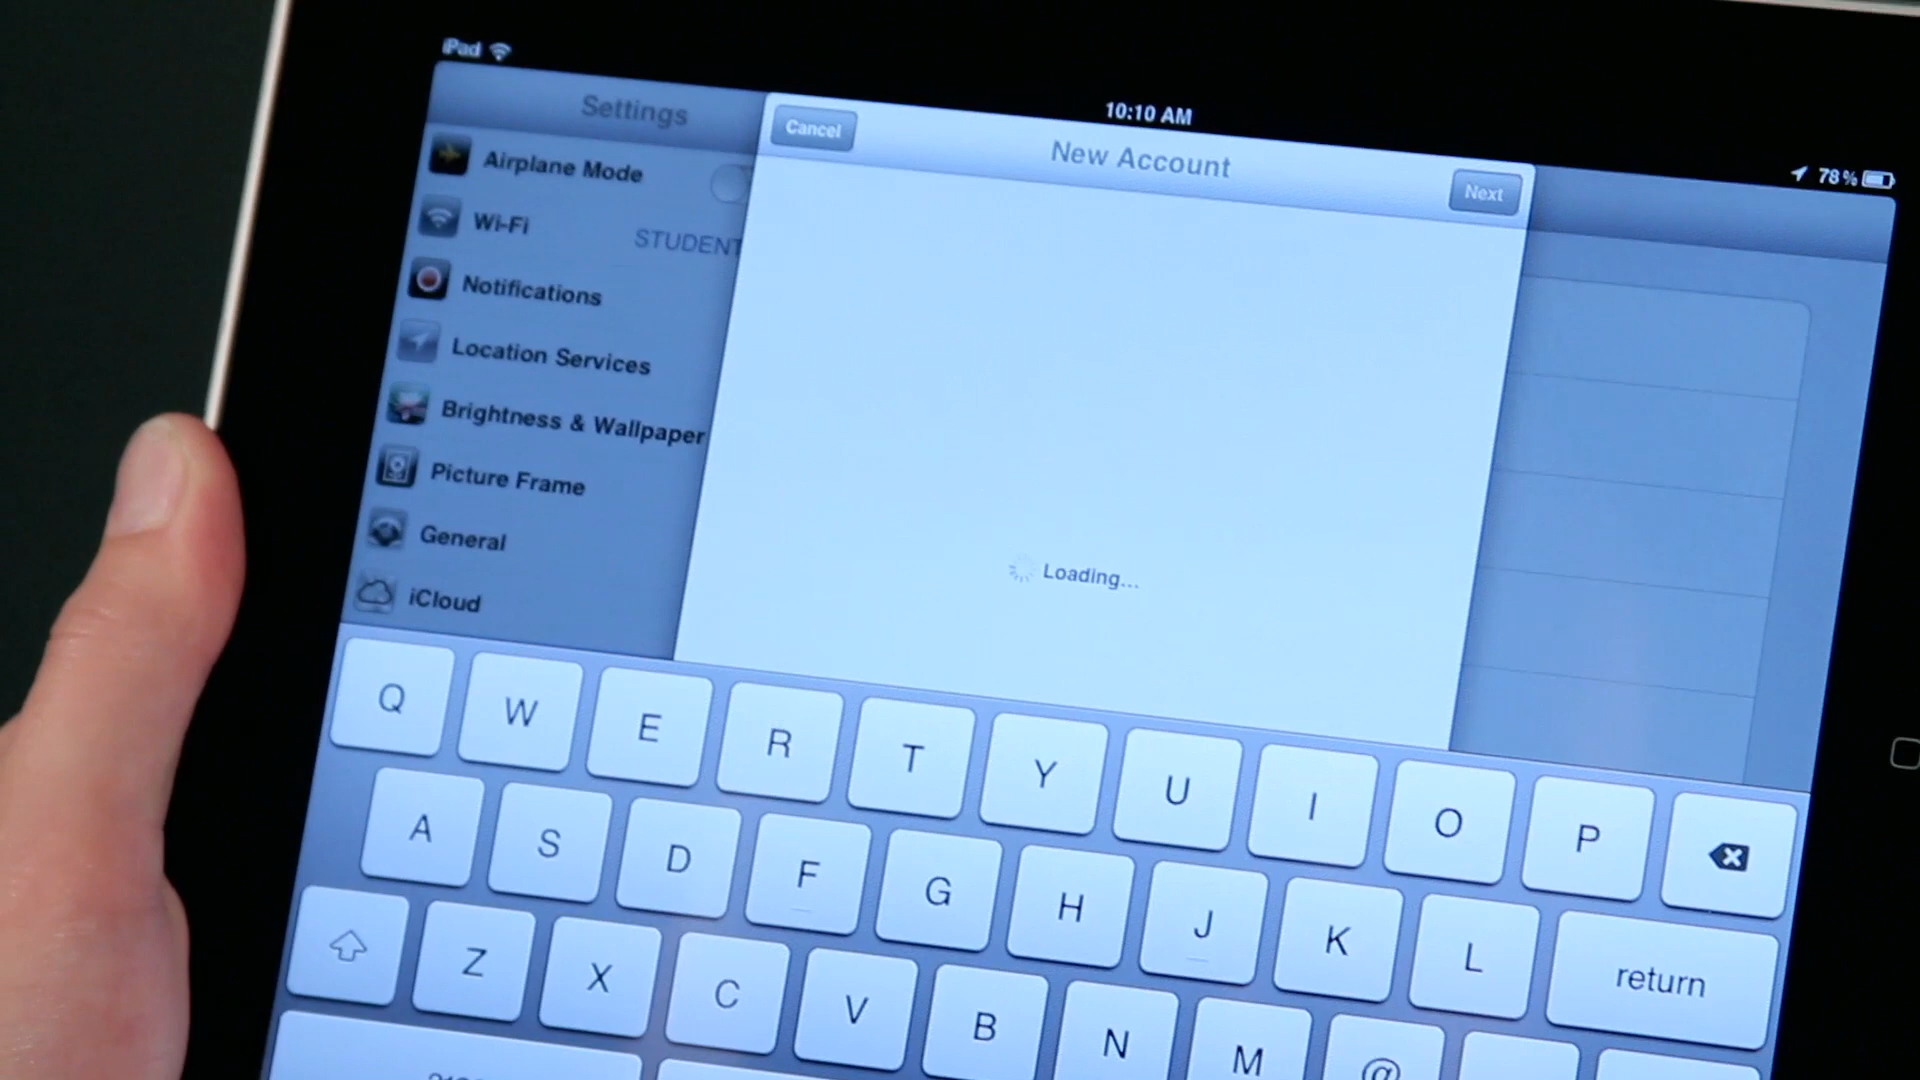 iPad
10:10 AM
78%
Settings
Cancel
New Account
Next
Airplane Mode
Wi-Fi STUDENT
Notifications
Location Services
Brightness & Wallpaper
Picture Frame
General
iCloud
Loading...
Q W E R T Y U I O P
A S D F G H J K L return
Z X C V B N M @